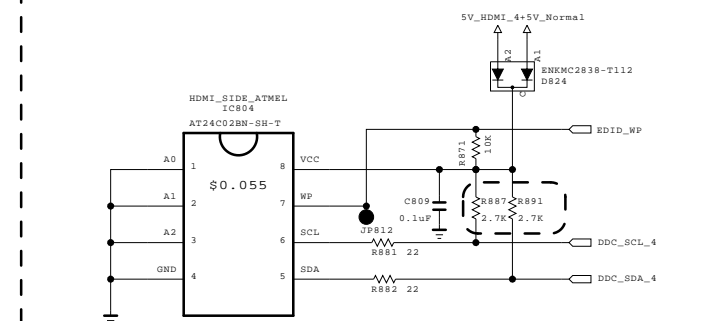 5V_HDMI_4+5V_Normal
A2
A1
ENKMC2838-T112
D824
C
HDMI_SIDE_ATMEL
IC804
AT24C02BN-SH-T
EDID_WP
R871
10K
A0
1
8
VCC
$0.055
A1
2
7
WP
C809
0.1uF
R887
2.7K
R891
2.7K
JP812
A2
3
6
SCL
R881 22
DDC_SCL_4
GND
4
5
SDA
R882 22
DDC_SDA_4